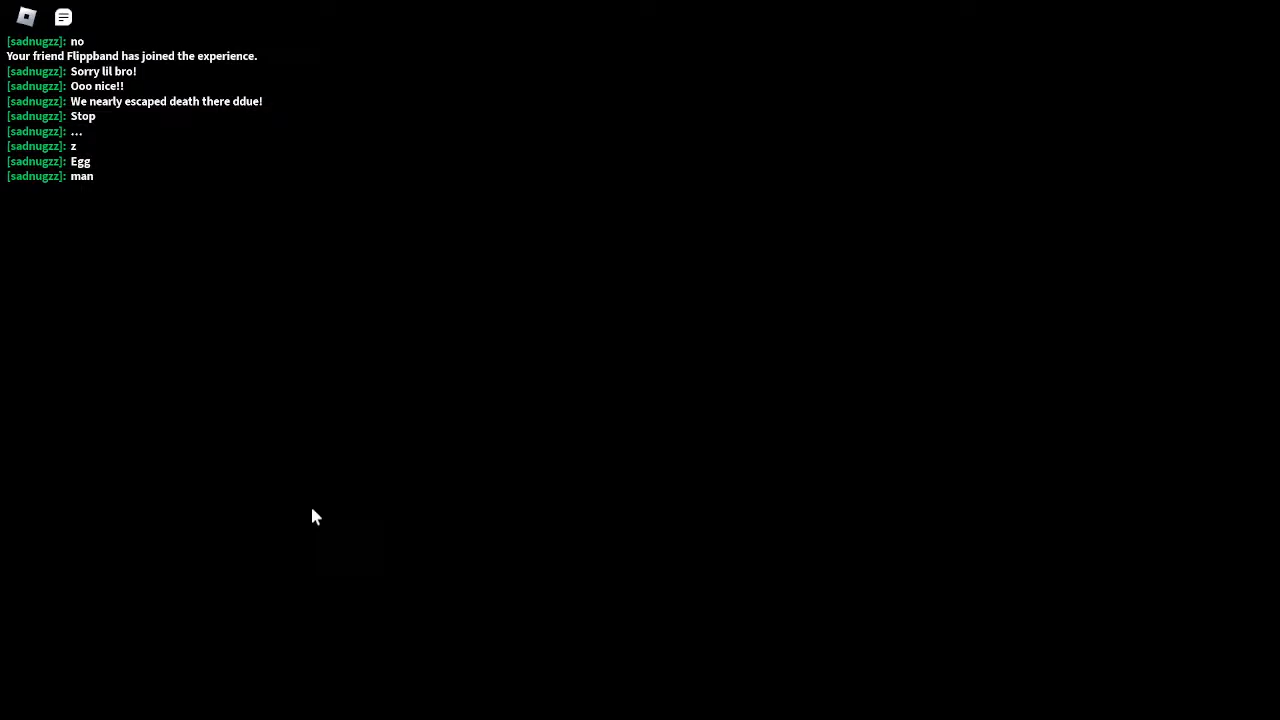 [sadnugzz]: no
Your friend Flippband has joined the experience.
[sadnugzz]: Sorry lil bro!
[sadnugzz]: Ooo nice!!
[sadnugzz]: We nearly escaped death there ddue!
[sadnugzz]: Stop
[sadnugzz]: ...
[sadnugzz]: z
[sadnugzz]: Egg
[sadnugzz]: man